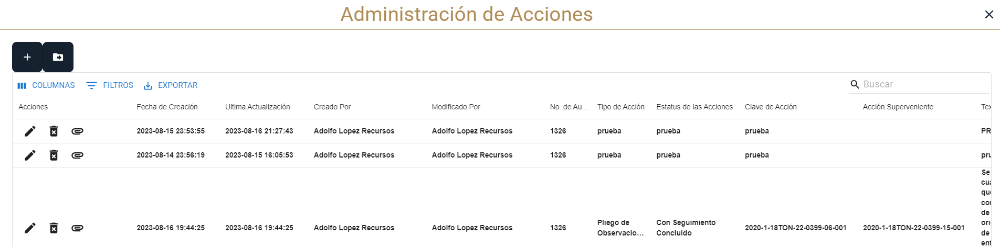 Administración de Acciones
COLUMNAS FILTROS EXPORTAR Buscar
Acciones Fecha de Creación Ultima Actualización Creado Por Modificado Por No. de Au... Tipo de Acción Estatus de las Acciones Clave de Acción Acción Superveniente Tex
2023-08-15 23:53:55 2023-08-16 21:27:43 Adolfo Lopez Recursos Adolfo Lopez Recursos 1326 prueba prueba prueba PR
2023-08-14 23:56:19 2023-08-15 16:05:53 Adolfo Lopez Recursos Adolfo Lopez Recursos 1326 prueba prueba prueba pru
2023-08-16 19:44:25 2023-08-16 19:44:25 Adolfo Lopez Recursos Adolfo Lopez Recursos 1326
Pliego de
Observacio...
Con Seguimiento
Concluido
2020-1-18TON-22-0399-06-001 2020-1-18TON-22-0399-15-001
Se
cua
que
cor
de
orig
de
ent